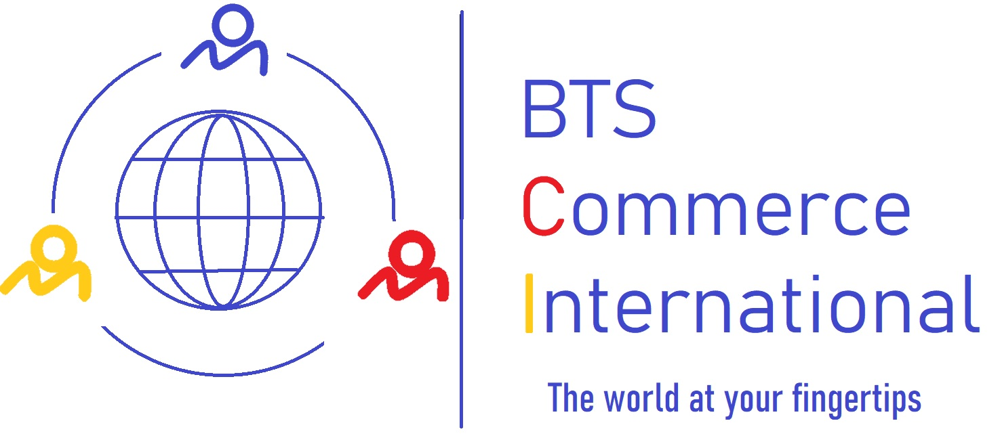 BTS
Commerce
International
The world at your fingertips